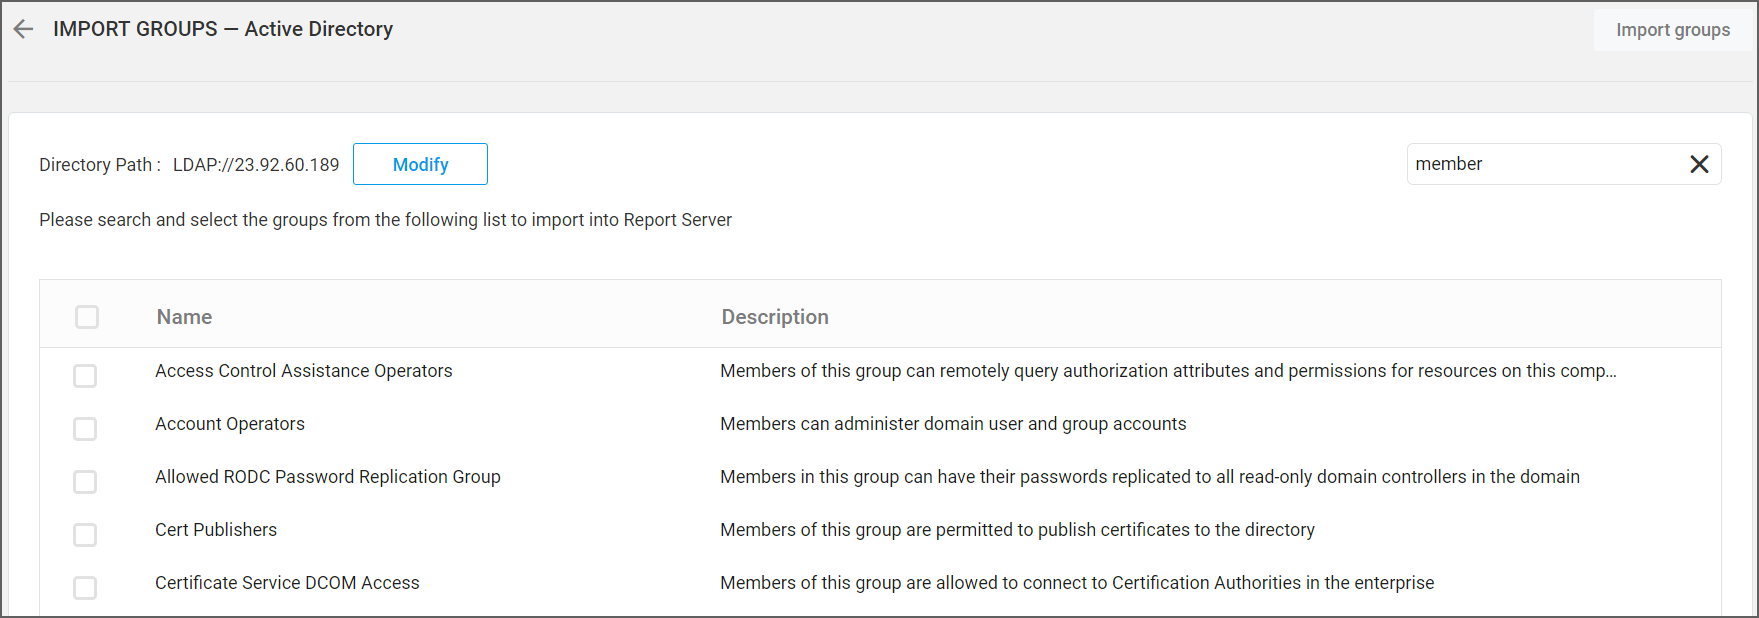 IMPORT GROUPS — Active Directory
Import groups
Directory Path : LDAP://23.92.60.189
Modify
member
Please search and select the groups from the following list to import into Report Server
Name Description
Access Control Assistance Operators Members of this group can remotely query authorization attributes and permissions for resources on this comp...
Account Operators Members can administer domain user and group accounts
Allowed RODC Password Replication Group Members in this group can have their passwords replicated to all read-only domain controllers in the domain
Cert Publishers Members of this group are permitted to publish certificates to the directory
Certificate Service DCOM Access Members of this group are allowed to connect to Certification Authorities in the enterprise